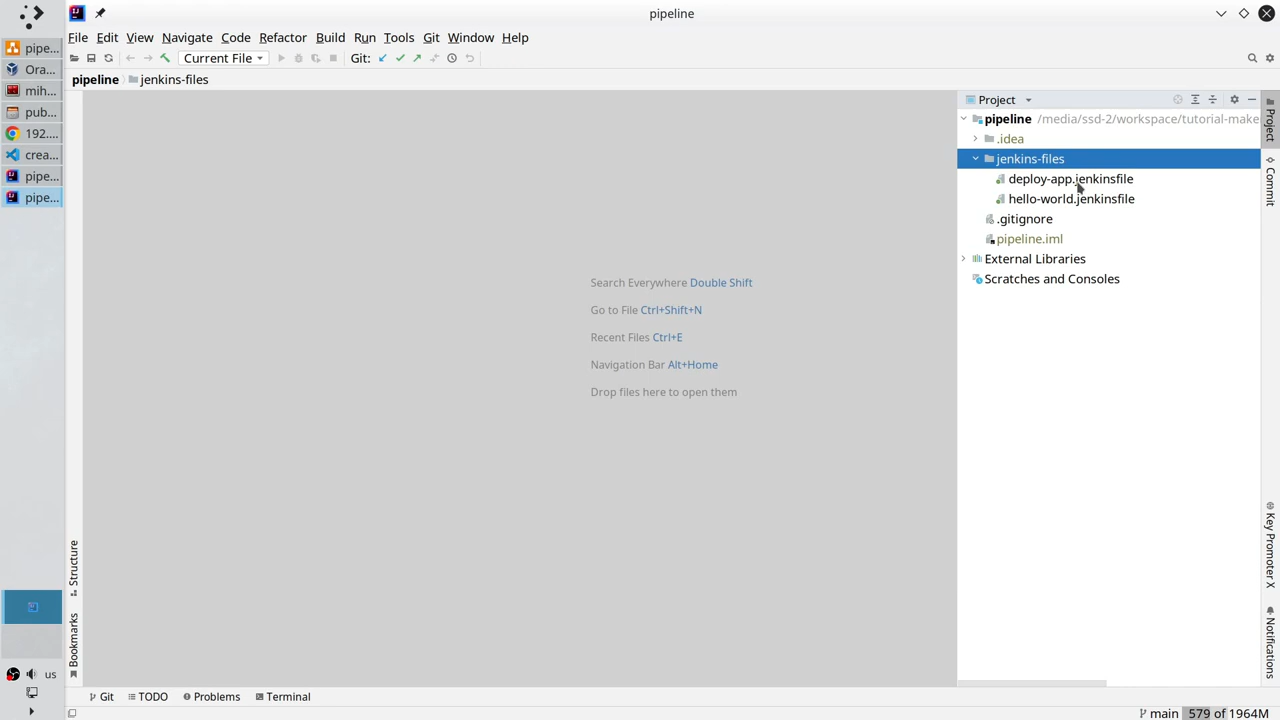 pipeline
pipe...
Ora...
mih...
pub...
192....
crea...
pipe...
pipe...
us
File Edit View Navigate Code Refactor Build Run Tools Git Window Help
Current File
Git:
pipeline jenkins-files
Project
pipeline /media/ssd-2/workspace/tutorial-make
.idea
jenkins-files
deploy-app.jenkinsfile
hello-world.jenkinsfile
.gitignore
pipeline.iml
External Libraries
Scratches and Consoles
Search Everywhere Double Shift
Go to File Ctrl+Shift+N
Recent Files Ctrl+E
Navigation Bar Alt+Home
Drop files here to open them
Structure
Bookmarks
Project
Commit
Key Promoter X
Notifications
Git TODO Problems Terminal
main 579 of 1964M